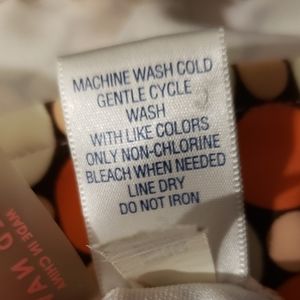 MACHINE WASH COLD
GENTLE CYCLE
WASH
WITH LIKE COLORS
ONLY NON-CHLORINE
BLEACH WHEN NEEDED
LINE DRY
DO NOT IRON
MADE IN CHINA